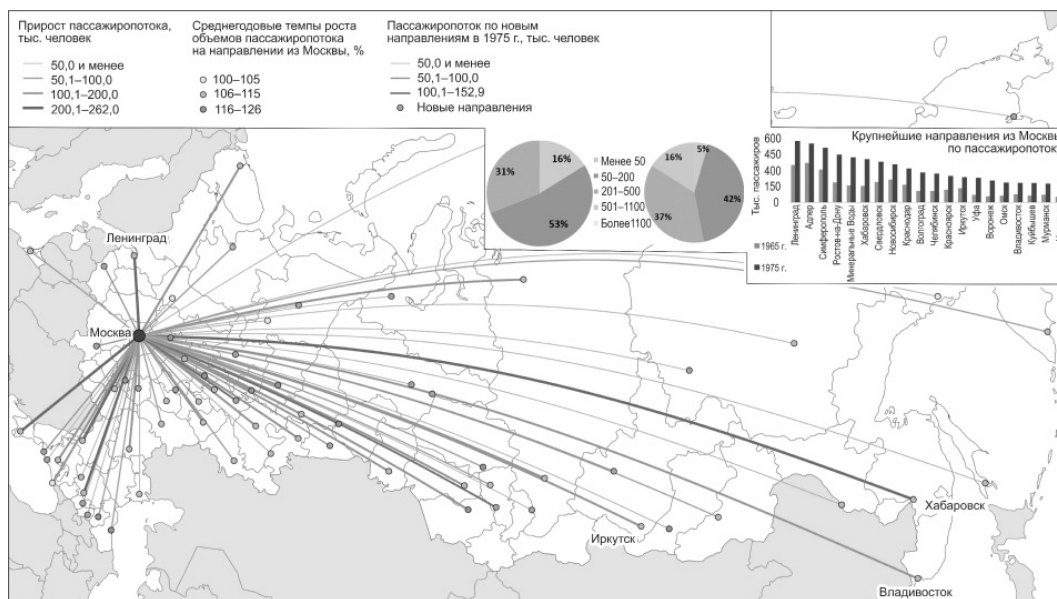 Прирост пассажиропотока,
тыс. человек
50,0 и менее
50,1–100,0
100,1–200,0
200,1–262,0
Среднегодовые темпы роста
объемов пассажиропотока
на направлении из Москвы, %
100–105
106–115
116–126
Пассажиропоток по новым
направлениям в 1975 г., тыс. человек
50,0 и менее
50,1–100,0
100,1–152,9
Новые направления
16%
31%
53%
Менее 50
50–200
201–500
501–1100
Более1100
5%
16%
42%
37%
Крупнейшие направления из Москвы
по пассажиропотоку
Тыс. пассажиров
600
450
300
150
0
Ленинград
Адлер
Симферополь
Ростов-на-Дону
Минеральные Воды
Хабаровск
Свердловск
Новосибирск
Краснодар
Волгоград
Челябинск
Красноярск
Иркутск
Уфа
Воронеж
Омск
Владивосток
Куйбышев
Мурманск
1965 г.
1975 г.
Ленинград
Москва
Хабаровск
Иркутск
Владивосток